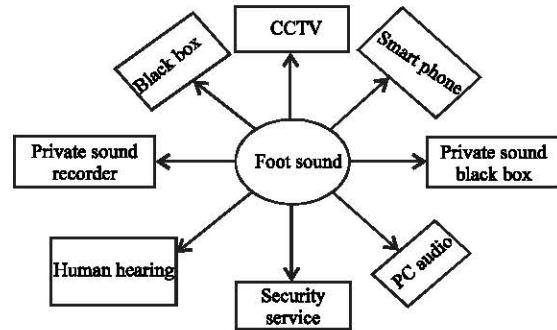 CCTV
Black box
Smart phone
Private sound
recorder
Foot sound
Private sound
black box
Human hearing
Security
service
PC audio